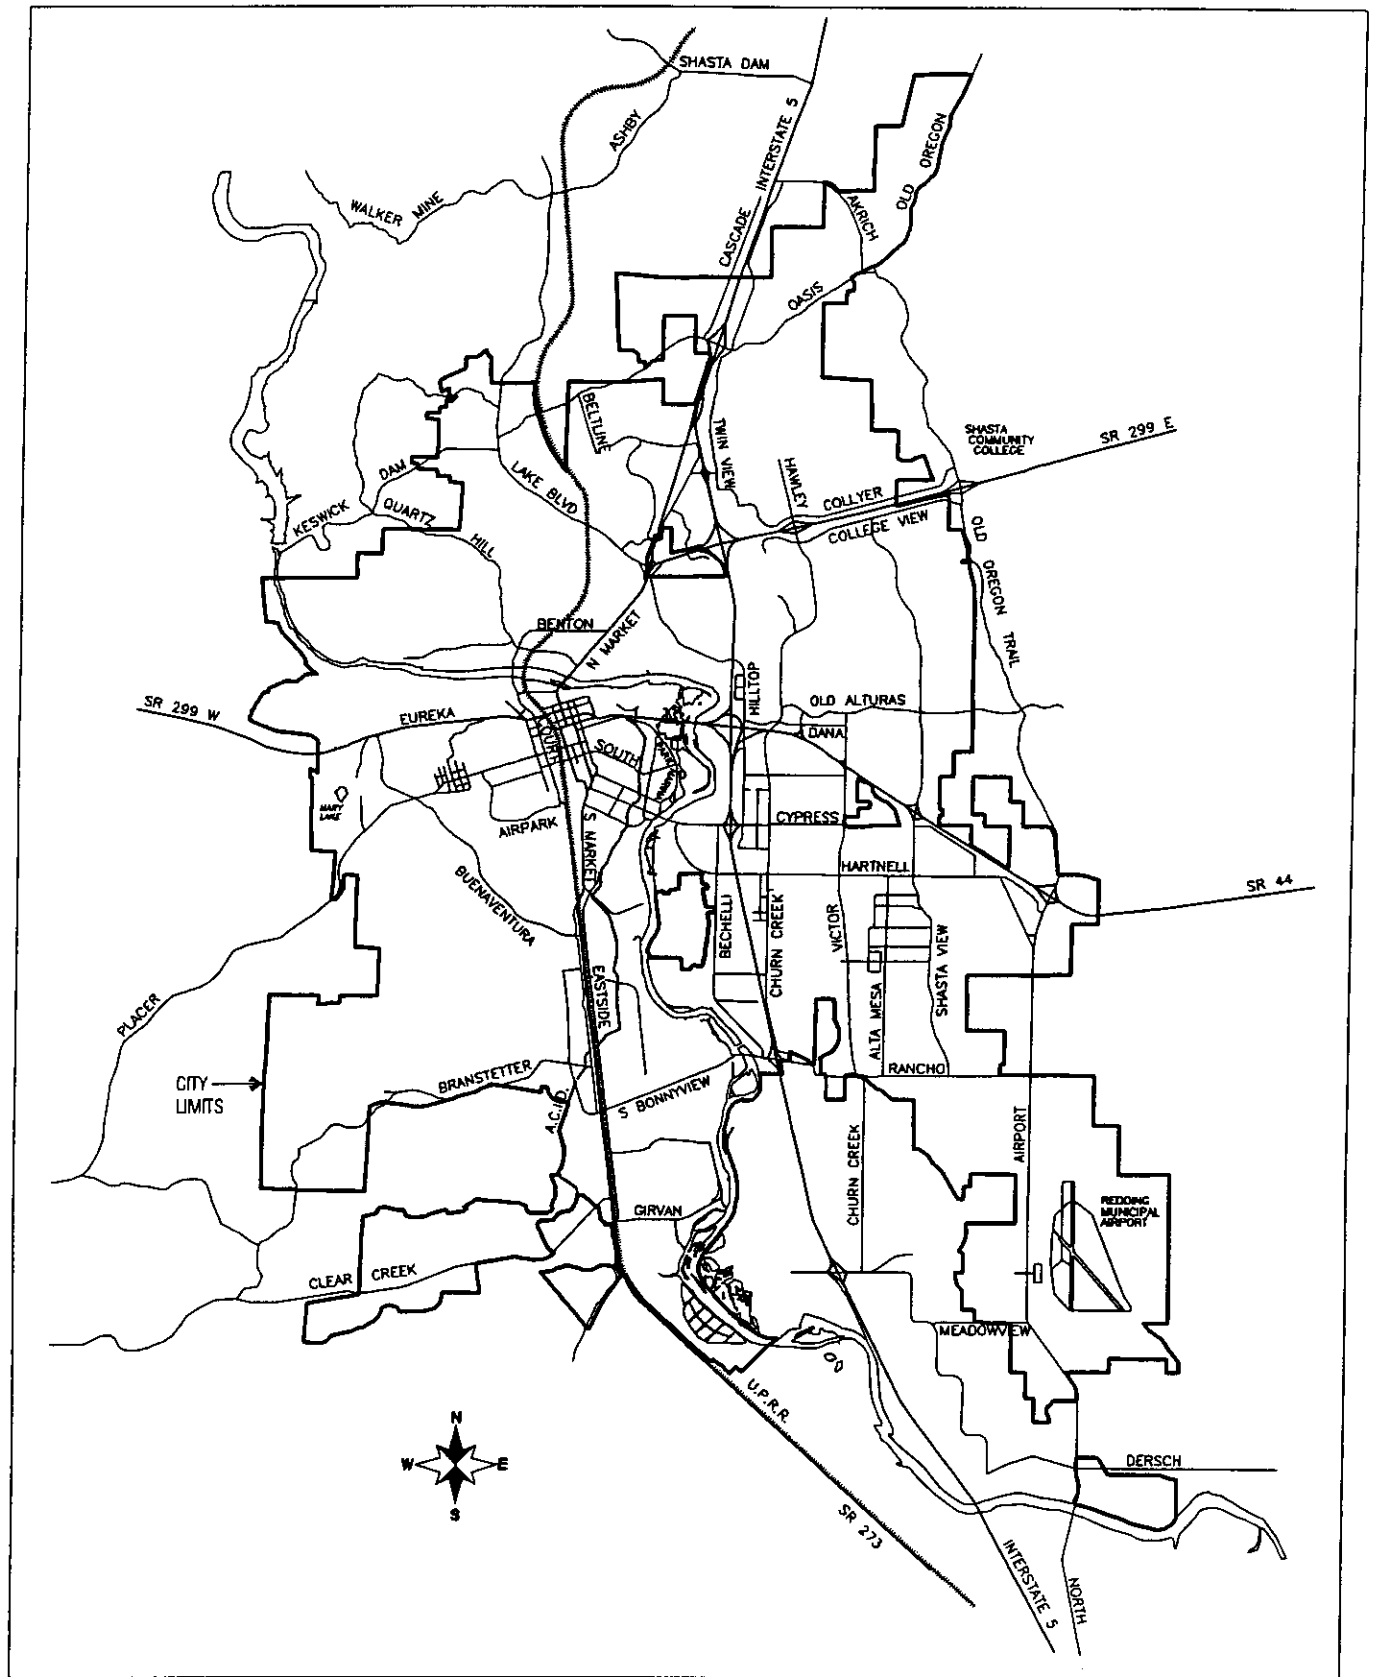 SHASTA DAM
ASHBY
INTERSTATE 5
OLD OREGON
WALKER MINE
AKRICH
CASCADE
OASIS
BELTLINE
TWIN VIEW
SHASTA
COMMUNITY
COLLEGE
SR 299 E
HAWLEY
DAM
LAKE BLVD
COLLYER
KESWICK
QUARTZ
HILL
COLLEGE VIEW
OLD OREGON TRAIL
BENTON
N MARKET
HILLTOP
SR 299 W
EUREKA
OLD ALTURAS
COURT
SOUTH
PARK MARINA
DANA
MARY
LAKE
AIRPARK
S MARKET
CYPRESS
HARTNELL
BUENAVENTURA
BECHELLI
CHURN CREEK
VICTOR
SR 44
SHASTA VIEW
EASTSIDE
ALTA MESA
PLACER
BRANSTETTER
RANCHO
CITY
LIMITS
A.C.I.D.
S BONNYVIEW
AIRPORT
CHURN CREEK
GIRVAN
REDDING
MUNICIPAL
AIRPORT
CLEAR CREEK
MEADOWVIEW
U.P.R.R.
N
W E
S
DERSCH
SR 273
INTERSTATE 5
NORTH